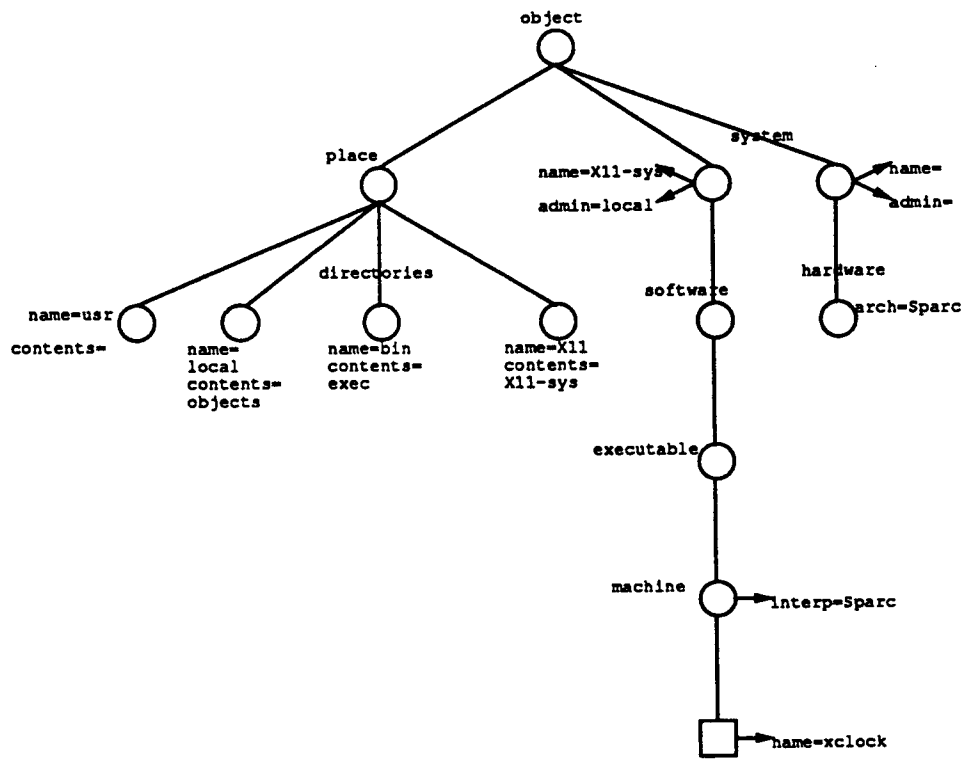 object
system
place
name=X11-sys
admin=local
name=
admin=
directories
hardware
software
name=usr
contents=
arch=Sparc
name=
local
contents=
objects
name=bin
contents=
exec
name=X11
contents=
X11-sys
executable
machine
interp=Sparc
name=xclock